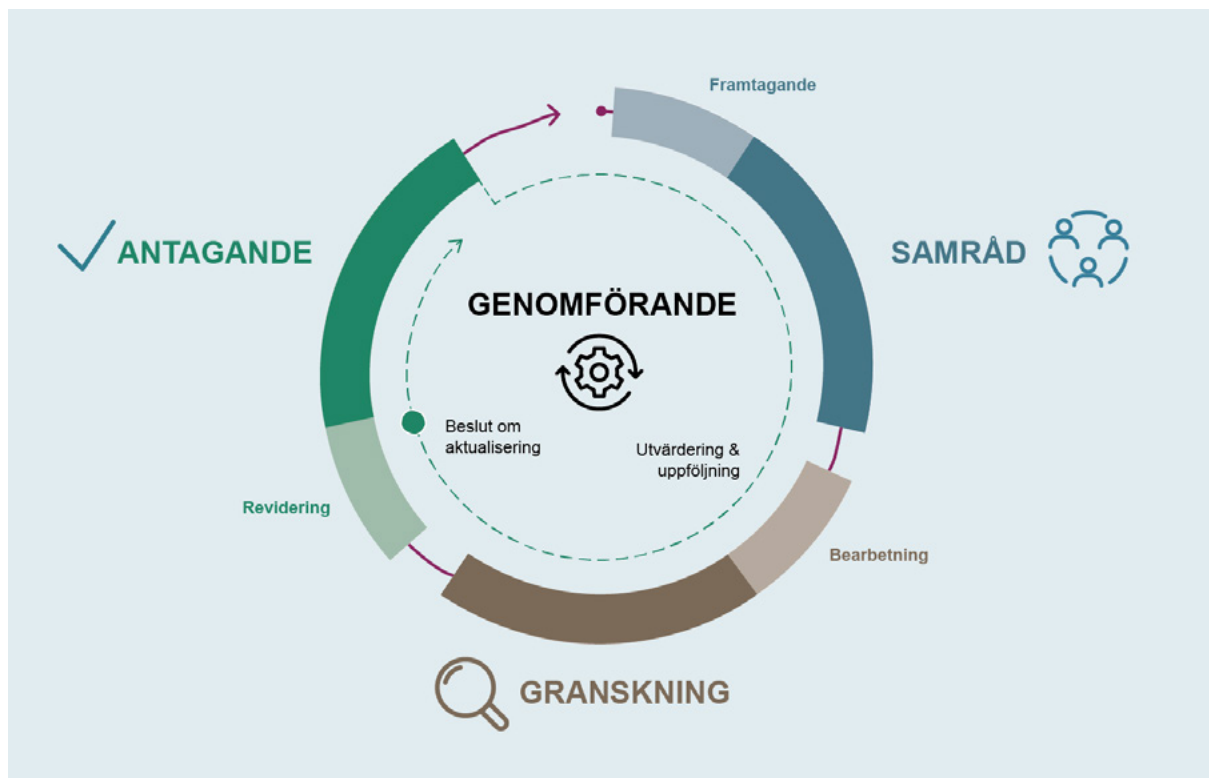 Framtagande
ANTAGANDE
SAMRÅD
GENOMFÖRANDE
Beslut om
aktualisering
Utvärdering &
uppföljning
Revidering
Bearbetning
GRANSKNING